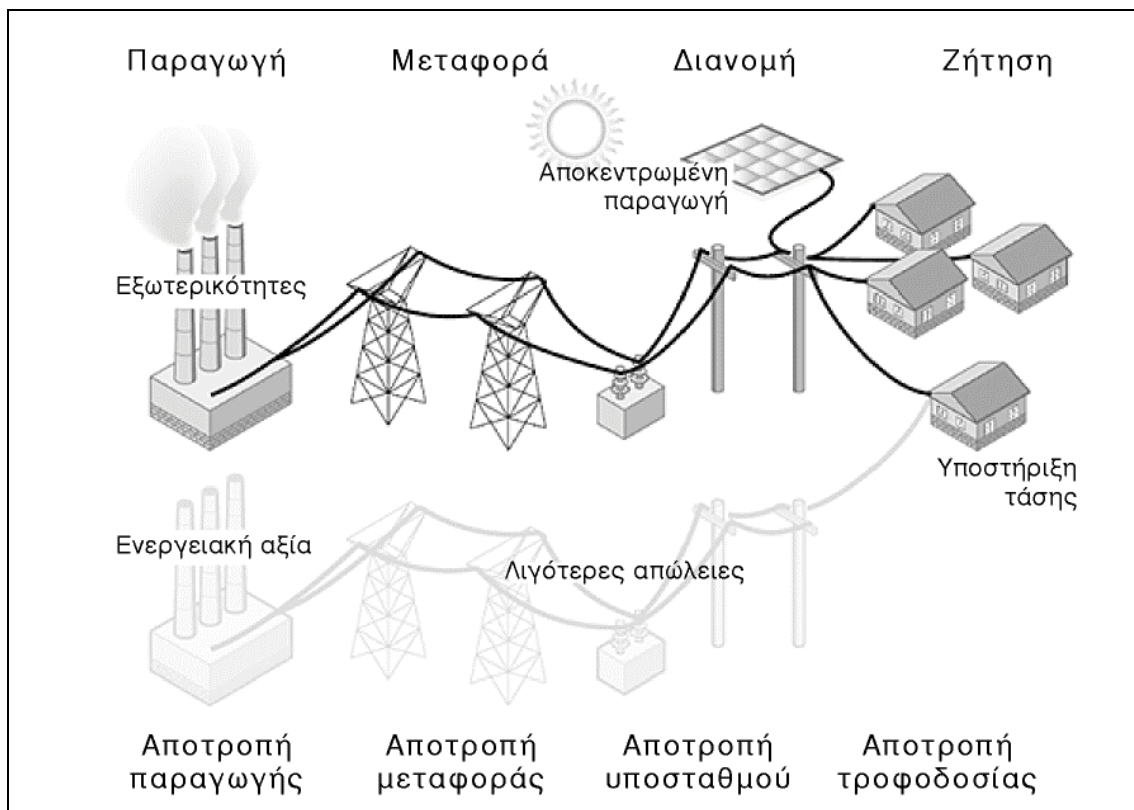 Παραγωγή
Μεταφορά
Διανομή
Ζήτηση
Αποκεντρωμένη
παραγωγή
Εξωτερικότητες
Υποστήριξη
τάσης
Ενεργειακή αξία
Λιγότερες απώλειες
Αποτροπή
παραγωγής
Αποτροπή
μεταφοράς
Αποτροπή
υποσταθμού
Αποτροπή
τροφοδοσίας